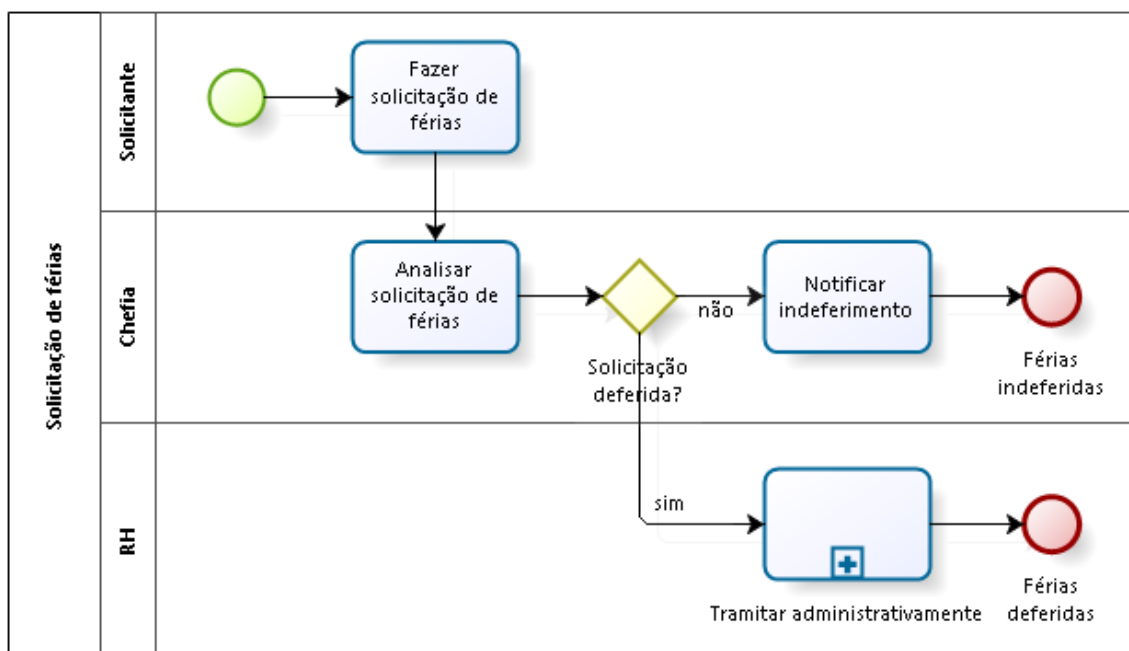 Solicitação de férias
Solicitante
Fazer
solicitação de
férias
Chefia
Analisar
solicitação de
férias
Solicitação
deferida?
não
Notificar
indeferimento
Férias
indeferidas
RH
sim
Tramitar administrativamente
Férias
deferidas